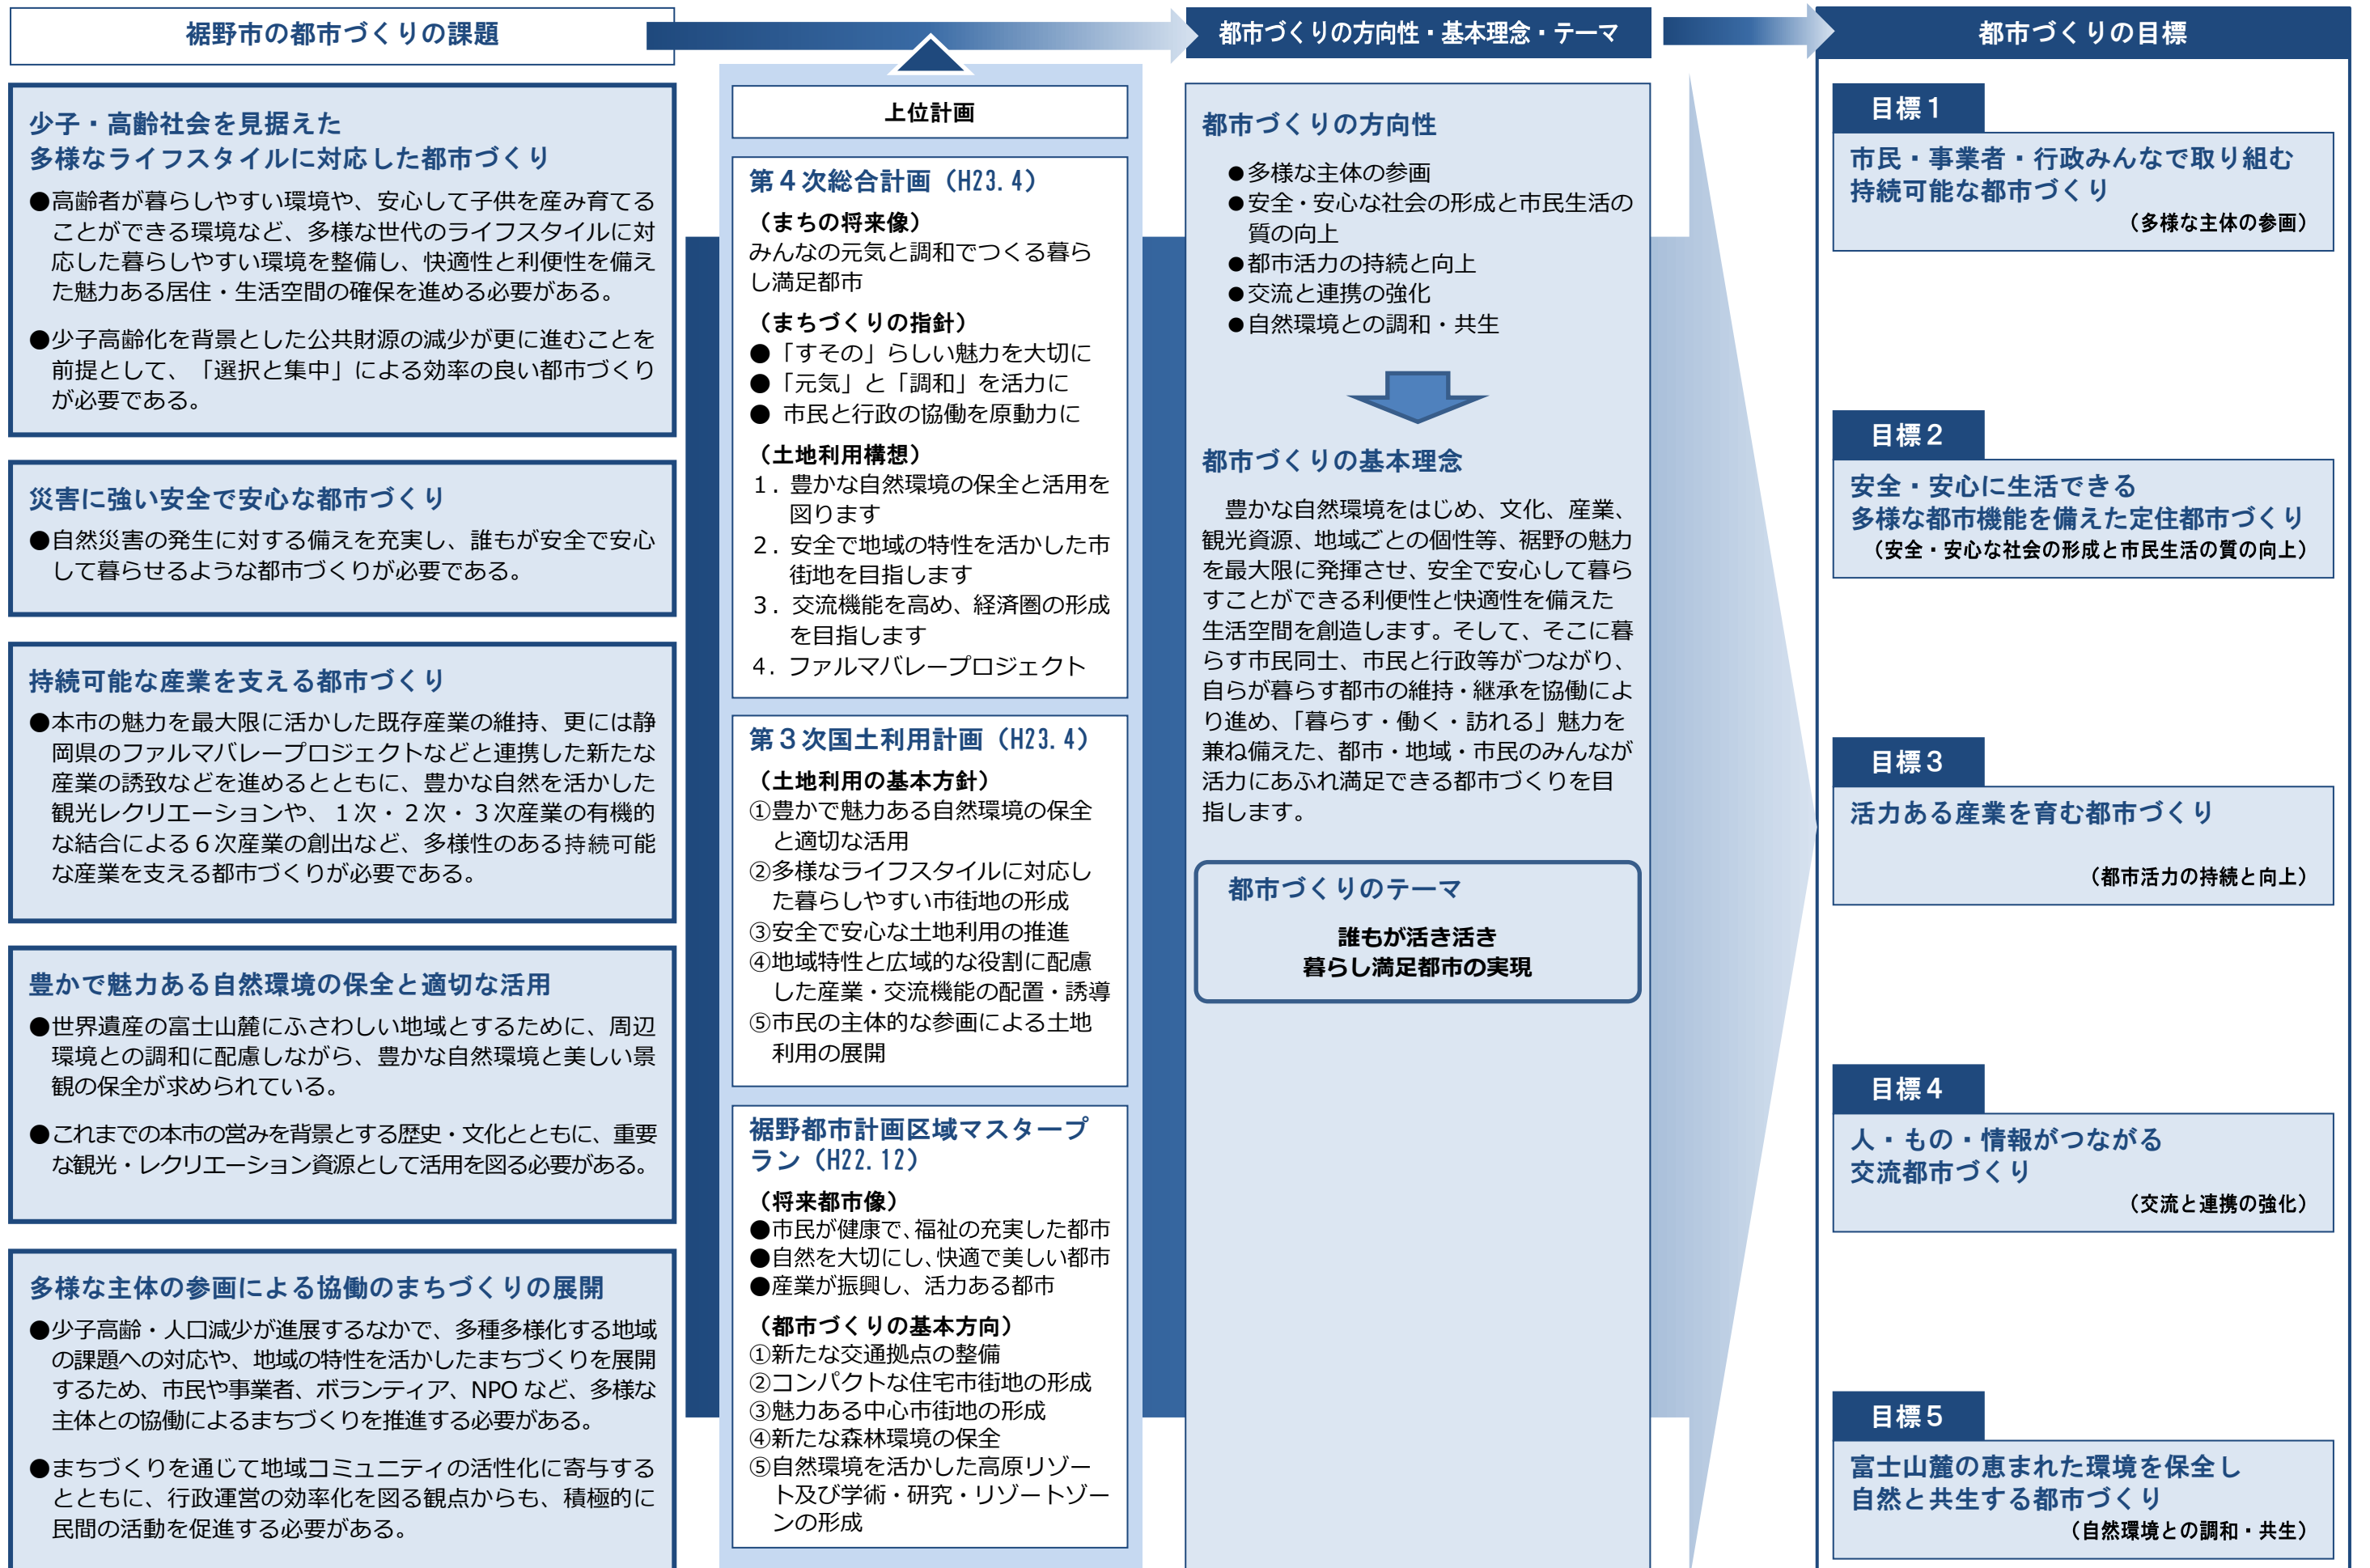 裾野市の都市づくりの課題
少子・高齢社会を見据えた
多様なライフスタイルに対応した都市づくり
●高齢者が暮らしやすい環境や、安心して子供を産み育てる
ことができる環境など、多様な世代のライフスタイルに対
応した暮らしやすい環境を整備し、快適性と利便性を備え
た魅力ある居住・生活空間の確保を進める必要がある。
●少子高齢化を背景とした公共財源の減少が更に進むことを
前提として、「選択と集中」による効率の良い都市づくり
が必要である。
災害に強い安全で安心な都市づくり
●自然災害の発生に対する備えを充実し、誰もが安全で安心
して暮らせるような都市づくりが必要である。
持続可能な産業を支える都市づくり
●本市の魅力を最大限に活かした既存産業の維持、更には静
岡県のファルマバレープロジェクトなどと連携した新たな
産業の誘致などを進めるとともに、豊かな自然を活かした
観光レクリエーションや、１次・２次・３次産業の有機的
な結合による６次産業の創出など、多様性のある持続可能
な産業を支える都市づくりが必要である。
豊かで魅力ある自然環境の保全と適切な活用
●世界遺産の富士山麓にふさわしい地域とするために、周辺
環境との調和に配慮しながら、豊かな自然環境と美しい景
観の保全が求められている。
●これまでの本市の営みを背景とする歴史・文化とともに、重要
な観光・レクリエーション資源として活用を図る必要がある。
多様な主体の参画による協働のまちづくりの展開
●少子高齢・人口減少が進展するなかで、多種多様化する地域
の課題への対応や、地域の特性を活かしたまちづくりを展開
するため、市民や事業者、ボランティア、NPO など、多様な
主体との協働によるまちづくりを推進する必要がある。
●まちづくりを通じて地域コミュニティの活性化に寄与する
とともに、行政運営の効率化を図る観点からも、積極的に
民間の活動を促進する必要がある。
上位計画
第４次総合計画（H23.4）
（まちの将来像）
みんなの元気と調和でつくる暮ら
し満足都市
（まちづくりの指針）
●「すその」らしい魅力を大切に
●「元気」と「調和」を活力に
● 市民と行政の協働を原動力に
（土地利用構想）
１．豊かな自然環境の保全と活用を
図ります
２．安全で地域の特性を活かした市
街地を目指します
３．交流機能を高め、経済圏の形成
を目指します
４．ファルマバレープロジェクト
第３次国土利用計画（H23.4）
（土地利用の基本方針）
①豊かで魅力ある自然環境の保全
と適切な活用
②多様なライフスタイルに対応し
た暮らしやすい市街地の形成
③安全で安心な土地利用の推進
④地域特性と広域的な役割に配慮
した産業・交流機能の配置・誘導
⑤市民の主体的な参画による土地
利用の展開
裾野都市計画区域マスタープ
ラン（H22.12）
（将来都市像）
●市民が健康で、福祉の充実した都市
●自然を大切にし、快適で美しい都市
●産業が振興し、活力ある都市
（都市づくりの基本方向）
①新たな交通拠点の整備
②コンパクトな住宅市街地の形成
③魅力ある中心市街地の形成
④新たな森林環境の保全
⑤自然環境を活かした高原リゾー
ト及び学術・研究・リゾートゾー
ンの形成
都市づくりの方向性・基本理念・テーマ
都市づくりの方向性
●多様な主体の参画
●安全・安心な社会の形成と市民生活の
質の向上
●都市活力の持続と向上
●交流と連携の強化
●自然環境との調和・共生
都市づくりの基本理念
豊かな自然環境をはじめ、文化、産業、
観光資源、地域ごとの個性等、裾野の魅力
を最大限に発揮させ、安全で安心して暮ら
すことができる利便性と快適性を備えた
生活空間を創造します。そして、そこに暮
らす市民同士、市民と行政等がつながり、
自らが暮らす都市の維持・継承を協働によ
り進め、「暮らす・働く・訪れる」魅力を
兼ね備えた、都市・地域・市民のみんなが
活力にあふれ満足できる都市づくりを目
指します。
都市づくりのテーマ
誰もが活き活き
暮らし満足都市の実現
都市づくりの目標
目標１
市民・事業者・行政みんなで取り組む
持続可能な都市づくり
（多様な主体の参画）
目標２
安全・安心に生活できる
多様な都市機能を備えた定住都市づくり
（安全・安心な社会の形成と市民生活の質の向上）
目標３
活力ある産業を育む都市づくり
（都市活力の持続と向上）
目標４
人・もの・情報がつながる
交流都市づくり
（交流と連携の強化）
目標５
富士山麓の恵まれた環境を保全し
自然と共生する都市づくり
（自然環境との調和・共生）